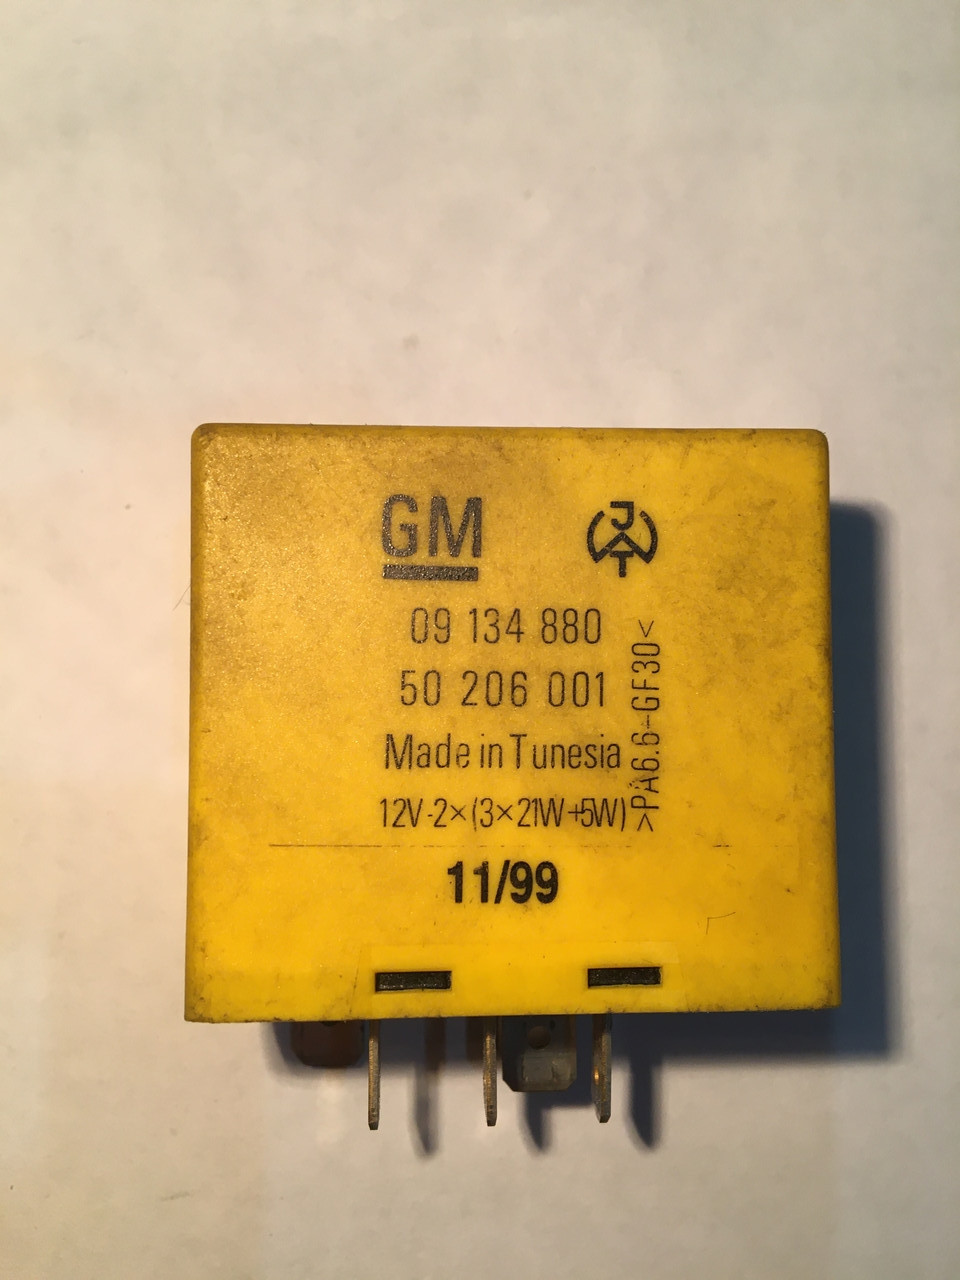 GM
JT
09 134 880
50 206 001
Made in Tunesia
12V-2×(3×21W+5W)
>PA6.6-GF30<
11/99